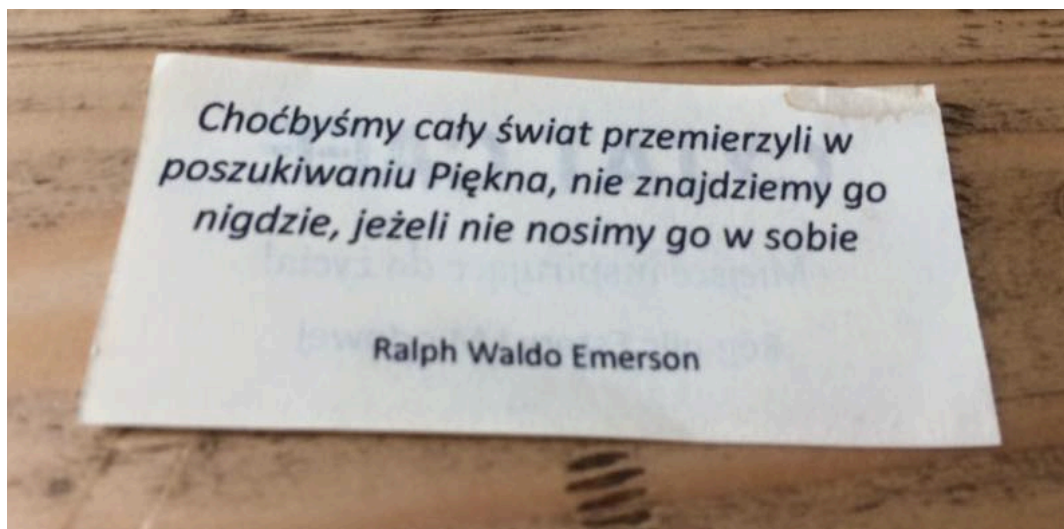 Choćbyśmy cały świat przemierzyli w
poszukiwaniu Piękna, nie znajdziemy go
nigdzie, jeżeli nie nosimy go w sobie
Ralph Waldo Emerson